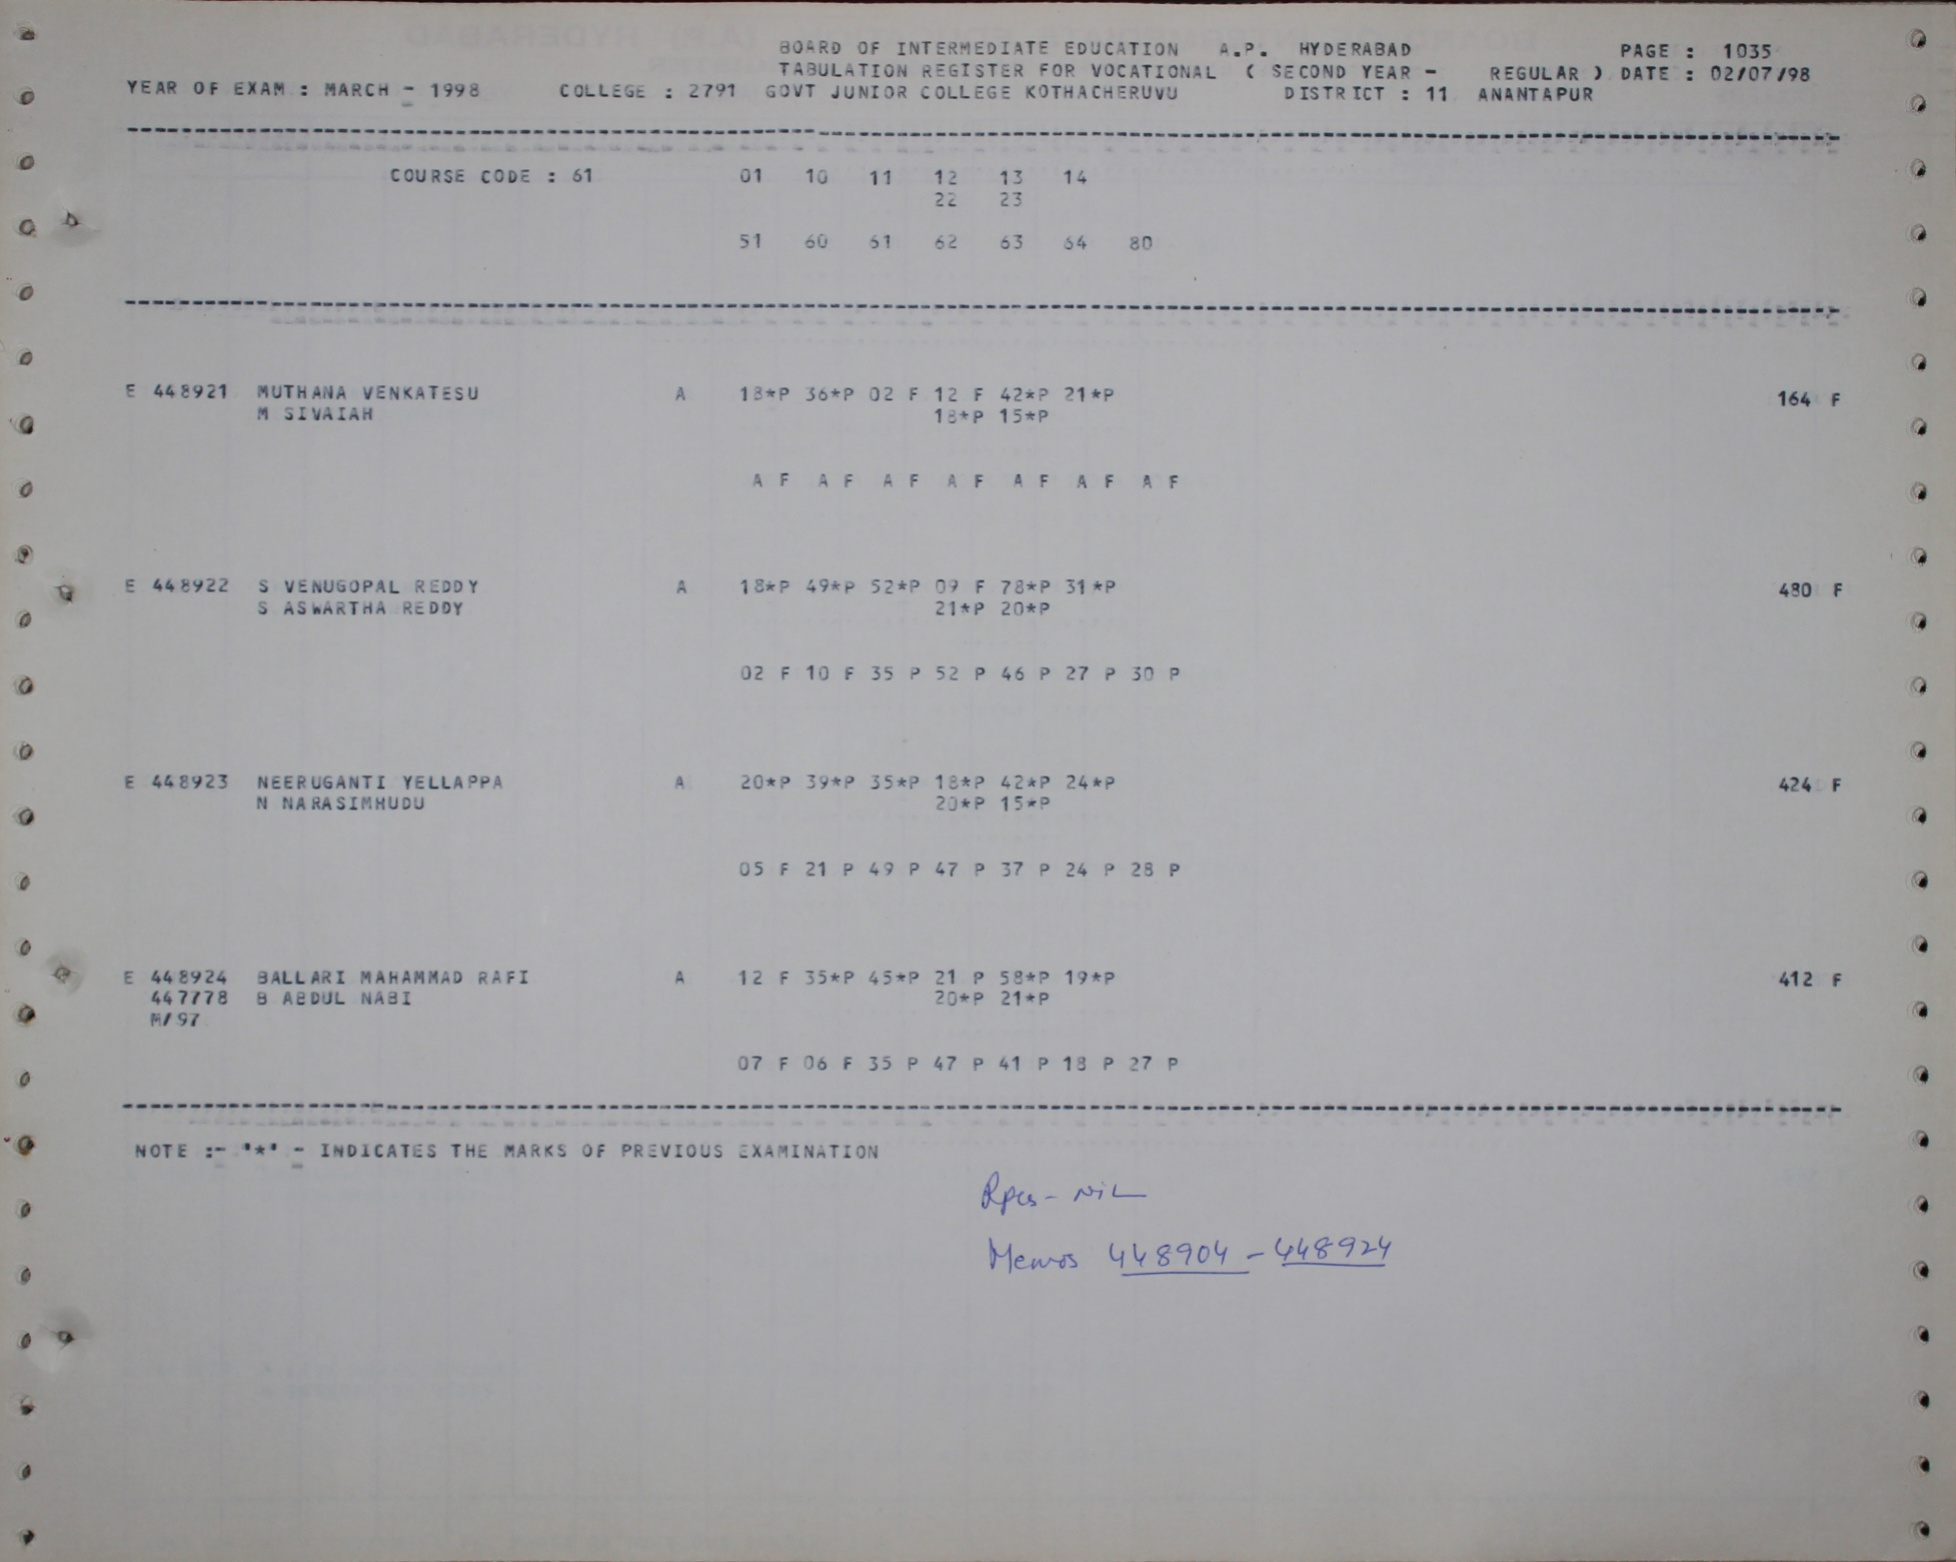 BOARD OF INTERMEDIATE EDUCATION A.P. HYDERABAD PAGE : 1035
TABULATION REGISTER FOR VOCATIONAL ( SECOND YEAR - REGULAR ) DATE : 02/07/98
YEAR OF EXAM : MARCH - 1998 COLLEGE : 2791 GOVT JUNIOR COLLEGE KOTHACHERUVU DISTRICT : 11 ANANTAPUR
COURSE CODE : 61 01 10 11 12 13 14
22 23
51 60 61 62 63 64 80
E 448921 MUTHANA VENKATESU A 18*P 36*P 02 F 12 F 42*P 21*P 164 F
M SIVAIAH 18*P 15*P
A F A F A F A F A F A F A F
E 448922 S VENUGOPAL REDDY A 18*P 49*P 52*P 09 F 78*P 31*P 480 F
S ASWARTHA REDDY 21*P 20*P
02 F 10 F 35 P 52 P 46 P 27 P 30 P
E 448923 NEERUGANTI YELLAPPA A 20*P 39*P 35*P 18*P 42*P 24*P 424 F
N NARASIMHUDU 20*P 15*P
05 F 21 P 49 P 47 P 37 P 24 P 28 P
E 448924 BALLARI MAHAMMAD RAFI A 12 F 35*P 45*P 21 P 58*P 19*P 412 F
447778 B ABDUL NABI 20*P 21*P
M/97
07 F 06 F 35 P 47 P 41 P 18 P 27 P
NOTE :- '*' - INDICATES THE MARKS OF PREVIOUS EXAMINATION
NIL
Memos 448904 - 448924